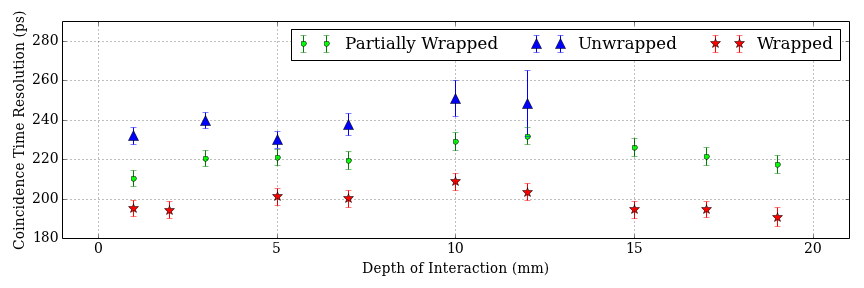 Coincidence Time Resolution (ps)
280
260
240
220
200
180
Partially Wrapped Unwrapped Wrapped
0 5 10 15 20
Depth of Interaction (mm)